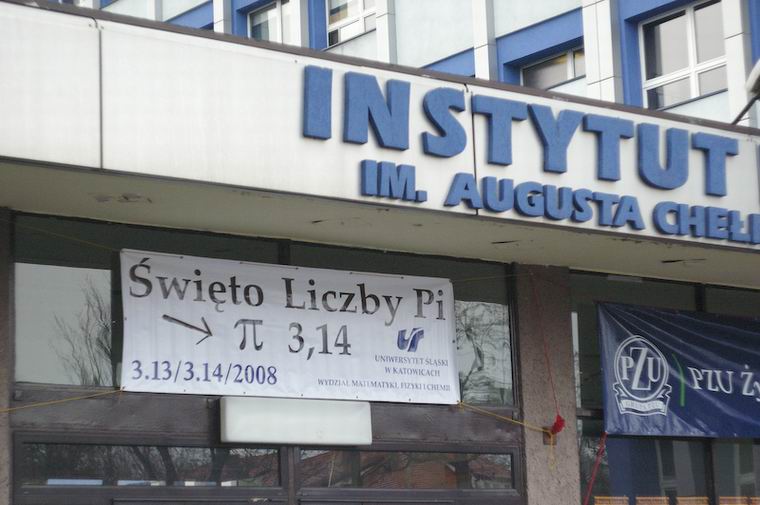 INSTYTUT
IM. AUGUSTA
Święto Liczby Pi
→ π 3,14
3.13/3.14/2008
UNIWERSYTET ŚLĄSKI
W KATOWICACH
WYDZIAŁ MATEMATYKI, FIZYKI I CHEMII
PZU
PZU